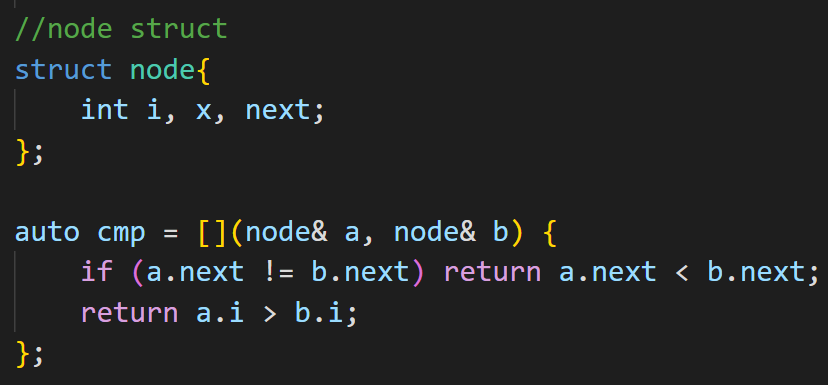 //node struct
struct node{
    int i, x, next;
};

auto cmp = [](node& a, node& b) {
    if (a.next != b.next) return a.next < b.next;
    return a.i > b.i;
};